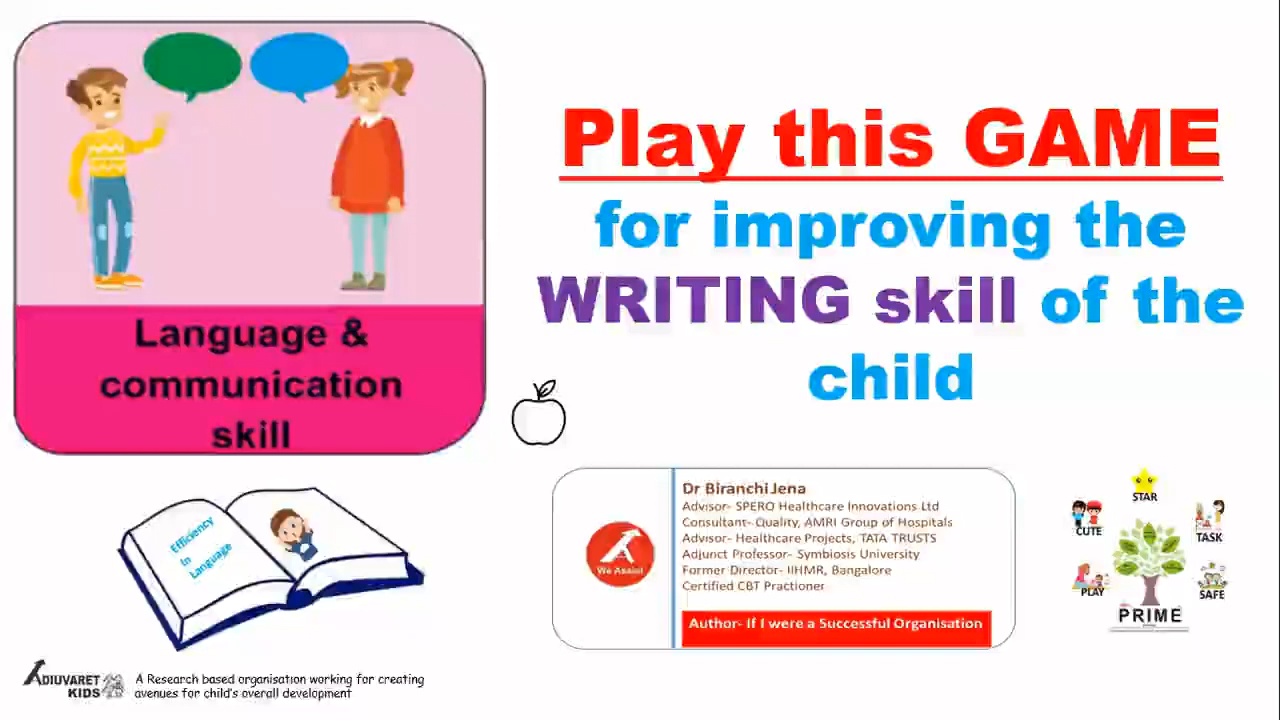 Language &
communication
skill
Play this GAME
for improving the
WRITING skill of the
child
Efficiency
In
Language
We Assist
Dr Biranchi Jena
Advisor- SPERO Healthcare Innovations Ltd
Consultant- Quality, AMRI Group of Hospitals
Advisor- Healthcare Projects, TATA TRUSTS
Adjunct Professor- Symbiosis University
Former Director- IIHMR, Bangalore
Certified CBT Practioner
Author- If I were a Successful Organisation
STAR
CUTE
TASK
PLAY
SAFE
PRIME
ADIUVARET
KIDS
A Research based organisation working for creating
avenues for child's overall development